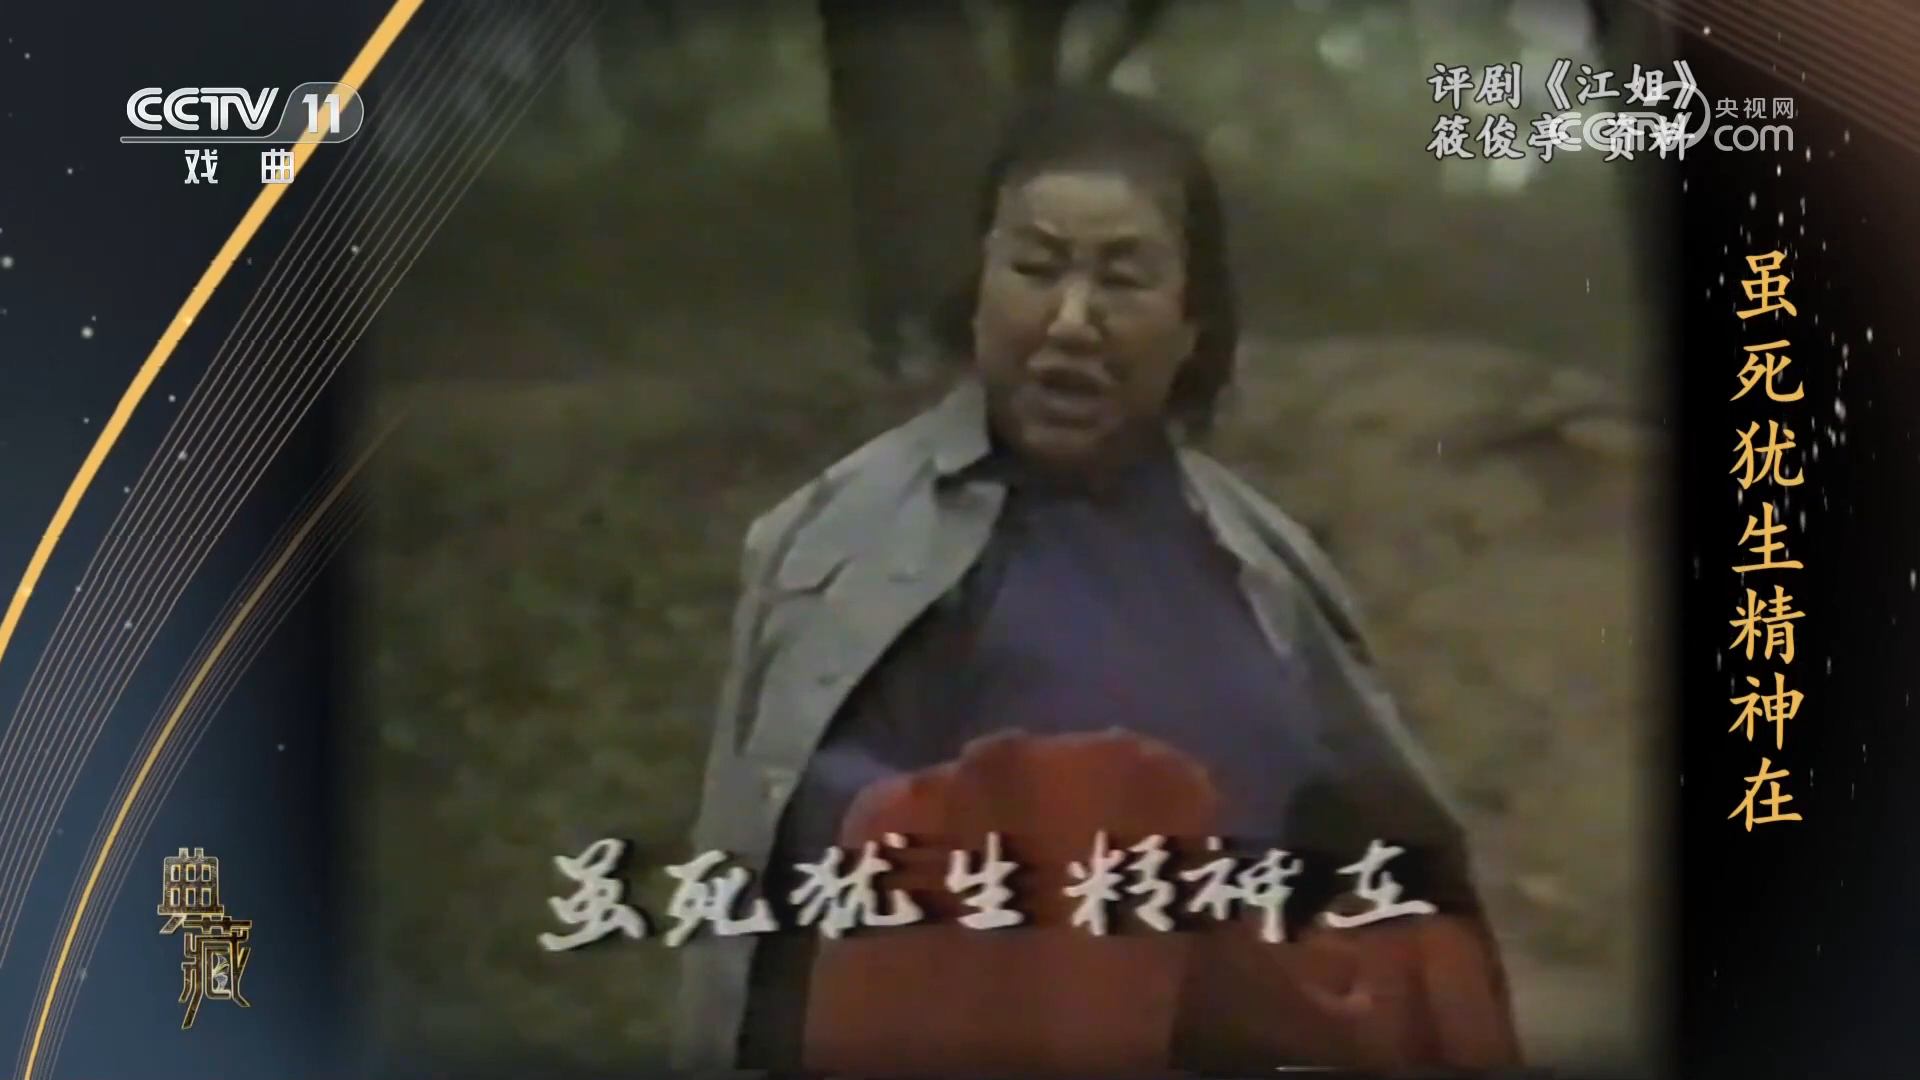 CCTV 11
戏曲
评剧《江姐》
筱俊亭 资料
央视网
CCTV com
虽死犹生精神在
虽死犹生精神在
典藏